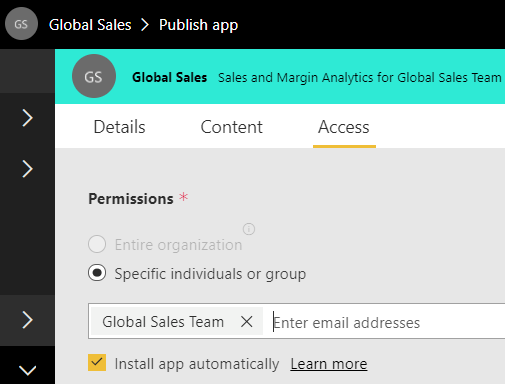 GS Global Sales > Publish app
GS Global Sales Sales and Margin Analytics for Global Sales Team
Details Content Access
Permissions *
Entire organization
Specific individuals or group
Global Sales Team Enter email addresses
Install app automatically Learn more